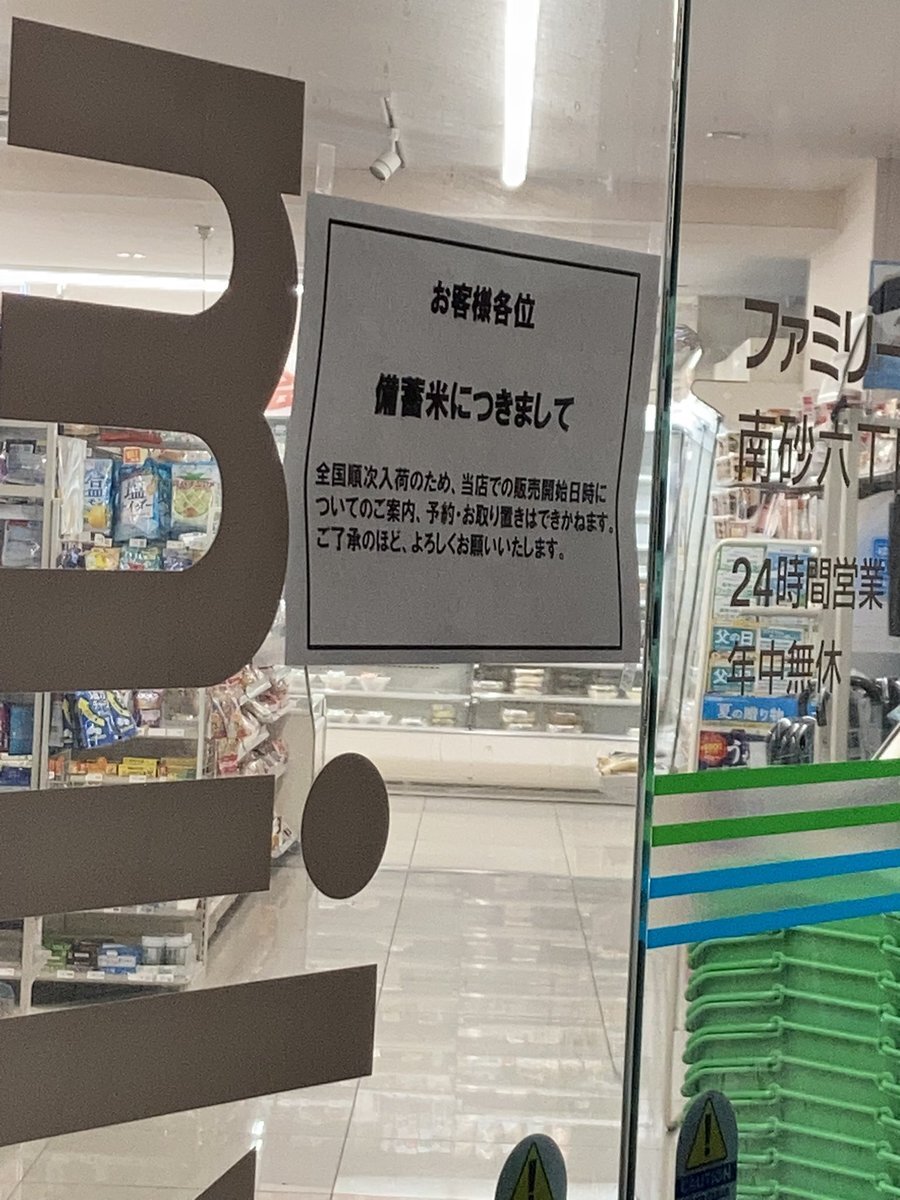 お客様各位
備蓄米につきまして
全国順次入荷のため、当店での販売開始日時に
ついてのご案内、予約・お取り置きはできかねます。
ご了承のほど、よろしくお願いいたします。
ファミリー
南砂六丁
24時間営業
年中無休
父の日
夏の贈り物
CAUTION